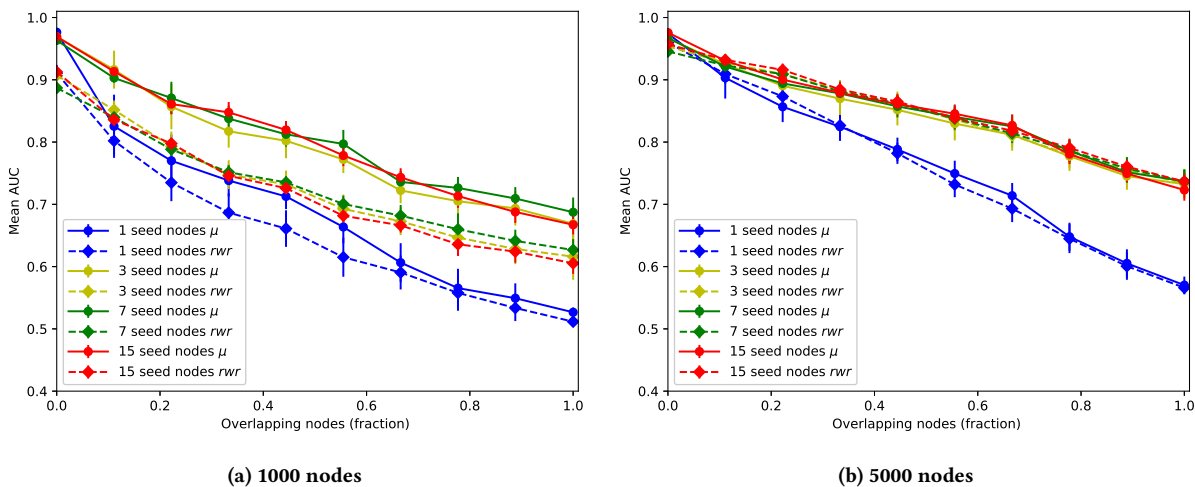 1.0
0.9
0.8
0.7
0.6
0.5
0.4
Mean AUC
1 seed nodes μ
1 seed nodes rwr
3 seed nodes μ
3 seed nodes rwr
7 seed nodes μ
7 seed nodes rwr
15 seed nodes μ
15 seed nodes rwr
0.0 0.2 0.4 0.6 0.8 1.0
Overlapping nodes (fraction)
(a) 1000 nodes
1.0
0.9
0.8
0.7
0.6
0.5
0.4
Mean AUC
1 seed nodes μ
1 seed nodes rwr
3 seed nodes μ
3 seed nodes rwr
7 seed nodes μ
7 seed nodes rwr
15 seed nodes μ
15 seed nodes rwr
0.0 0.2 0.4 0.6 0.8 1.0
Overlapping nodes (fraction)
(b) 5000 nodes